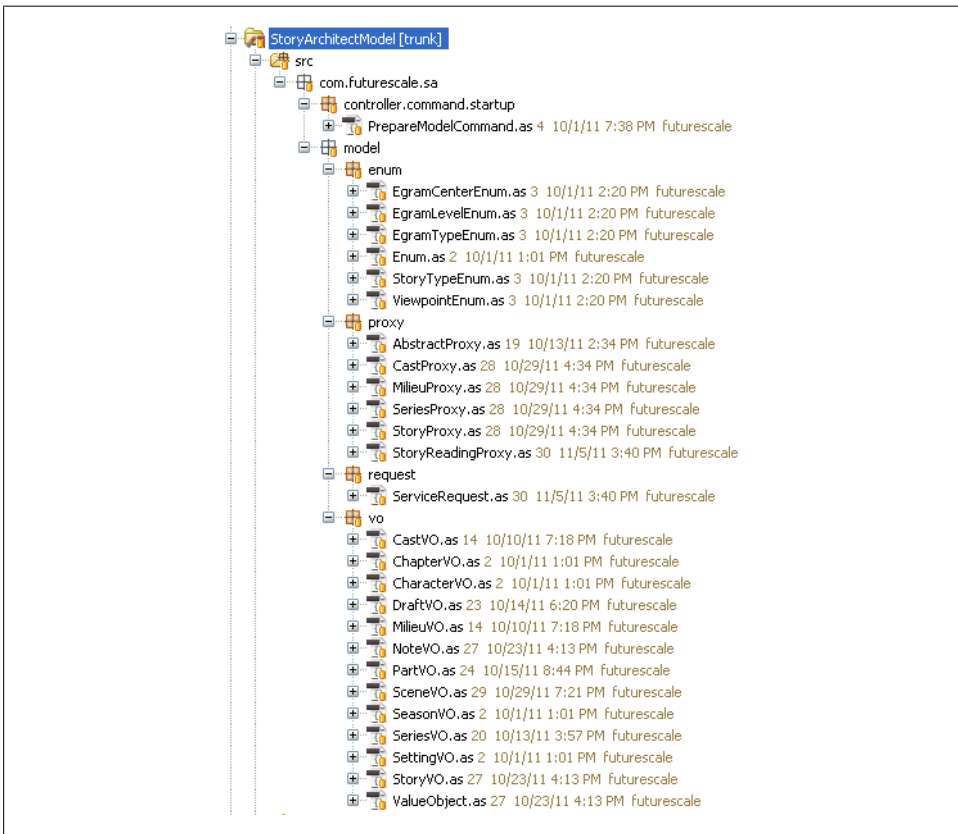 StoryArchitectModel [trunk]
src
com.futurescale.sa
controller.command.startup
PrepareModelCommand.as 4 10/1/11 7:38 PM futurescale
model
enum
EgramCenterEnum.as 3 10/1/11 2:20 PM futurescale
EgramLevelEnum.as 3 10/1/11 2:20 PM futurescale
EgramTypeEnum.as 3 10/1/11 2:20 PM futurescale
Enum.as 2 10/1/11 1:01 PM futurescale
StoryTypeEnum.as 3 10/1/11 2:20 PM futurescale
ViewpointEnum.as 3 10/1/11 2:20 PM futurescale
proxy
AbstractProxy.as 19 10/13/11 2:34 PM futurescale
CastProxy.as 28 10/29/11 4:34 PM futurescale
MilieuProxy.as 28 10/29/11 4:34 PM futurescale
SeriesProxy.as 28 10/29/11 4:34 PM futurescale
StoryProxy.as 28 10/29/11 4:34 PM futurescale
StoryReadingProxy.as 30 11/5/11 3:40 PM futurescale
request
ServiceRequest.as 30 11/5/11 3:40 PM futurescale
vo
CastVO.as 14 10/10/11 7:18 PM futurescale
ChapterVO.as 2 10/1/11 1:01 PM futurescale
CharacterVO.as 2 10/1/11 1:01 PM futurescale
DraftVO.as 23 10/14/11 6:20 PM futurescale
MilieuVO.as 14 10/10/11 7:18 PM futurescale
NoteVO.as 27 10/23/11 4:13 PM futurescale
PartVO.as 24 10/15/11 8:44 PM futurescale
SceneVO.as 29 10/29/11 7:21 PM futurescale
SeasonVO.as 2 10/1/11 1:01 PM futurescale
SeriesVO.as 20 10/13/11 3:57 PM futurescale
SettingVO.as 2 10/1/11 1:01 PM futurescale
StoryVO.as 27 10/23/11 4:13 PM futurescale
ValueObject.as 27 10/23/11 4:13 PM futurescale